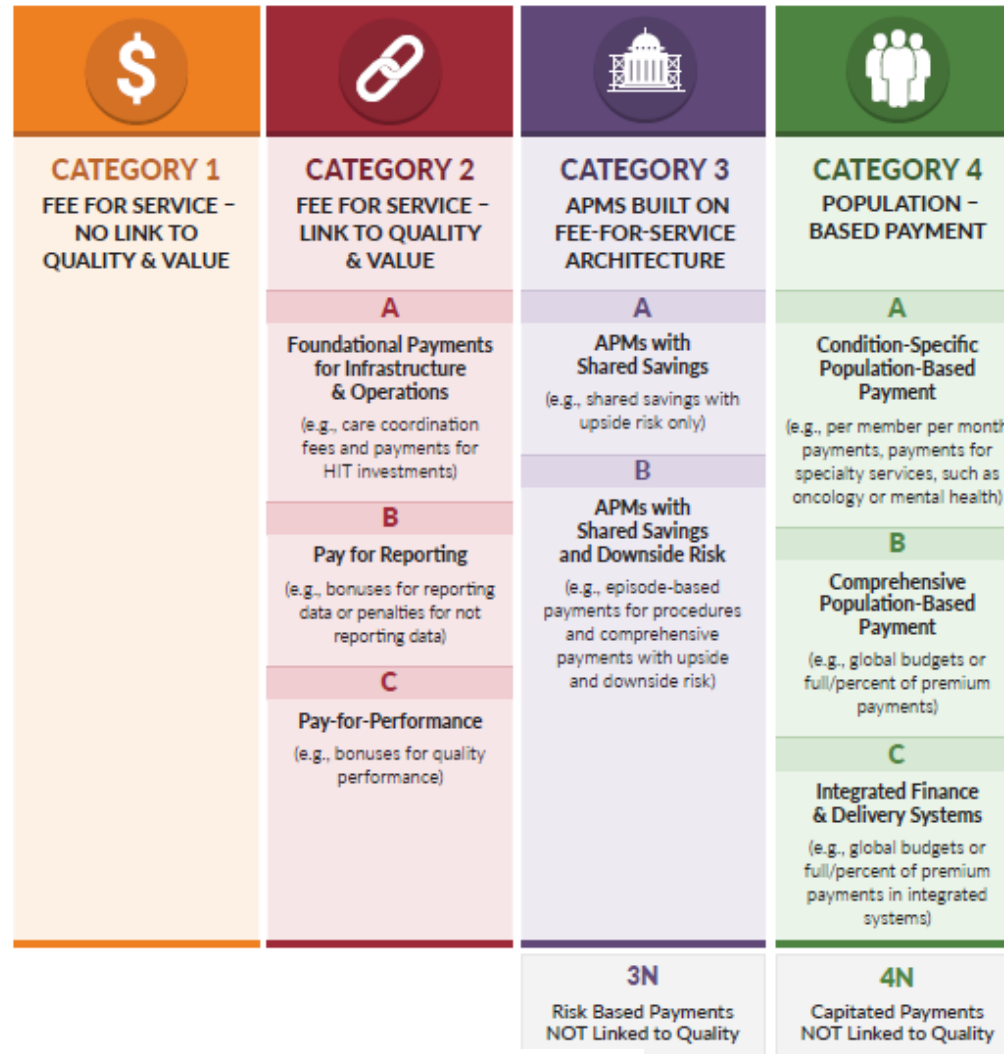 $
CATEGORY 1
FEE FOR SERVICE –
NO LINK TO
QUALITY & VALUE
CATEGORY 2
FEE FOR SERVICE –
LINK TO QUALITY
& VALUE
A
Foundational Payments
for Infrastructure
& Operations
(e.g., care coordination
fees and payments for
HIT investments)
B
Pay for Reporting
(e.g., bonuses for reporting
data or penalties for not
reporting data)
C
Pay-for-Performance
(e.g., bonuses for quality
performance)
CATEGORY 3
APMS BUILT ON
FEE-FOR-SERVICE
ARCHITECTURE
A
APMs with
Shared Savings
(e.g., shared savings with
upside risk only)
B
APMs with
Shared Savings
and Downside Risk
(e.g., episode-based
payments for procedures
and comprehensive
payments with upside
and downside risk)
3N
Risk Based Payments
NOT Linked to Quality
CATEGORY 4
POPULATION –
BASED PAYMENT
A
Condition-Specific
Population-Based
Payment
(e.g., per member per month
payments, payments for
specialty services, such as
oncology or mental health)
B
Comprehensive
Population-Based
Payment
(e.g., global budgets or
full/percent of premium
payments)
C
Integrated Finance
& Delivery Systems
(e.g., global budgets or
full/percent of premium
payments in integrated
systems)
4N
Capitated Payments
NOT Linked to Quality